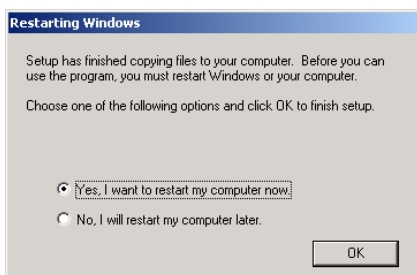 Restarting Windows
Setup has finished copying files to your computer. Before you can
use the program, you must restart Windows or your computer.
Choose one of the following options and click OK to finish setup.
Yes, I want to restart my computer now.
No, I will restart my computer later.
OK